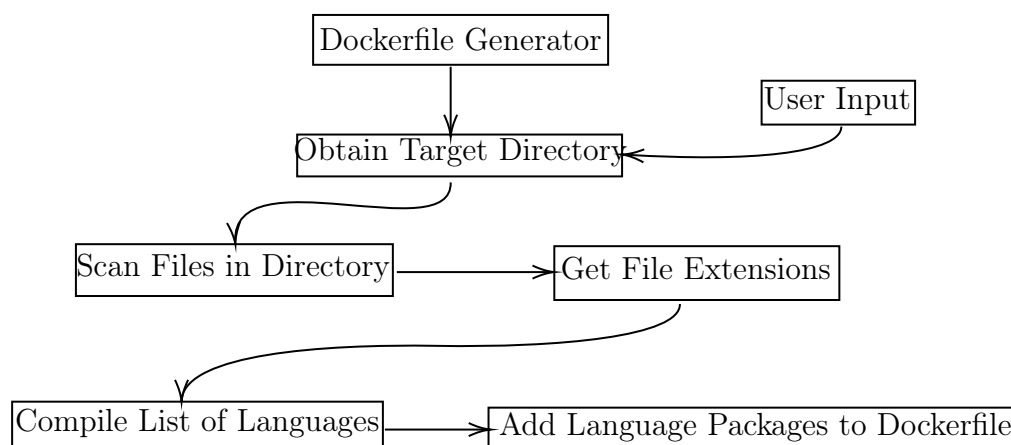 Dockerfile Generator
User Input
Obtain Target Directory
Scan Files in Directory
Get File Extensions
Compile List of Languages
Add Language Packages to Dockerfile